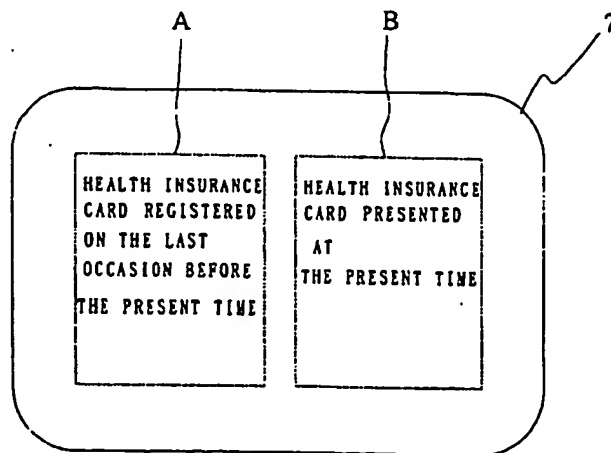 A
B
7
HEALTH INSURANCE
CARD REGISTERED
ON THE LAST
OCCASION BEFORE
THE PRESENT TIME
HEALTH INSURANCE
CARD PRESENTED
AT
THE PRESENT TIME